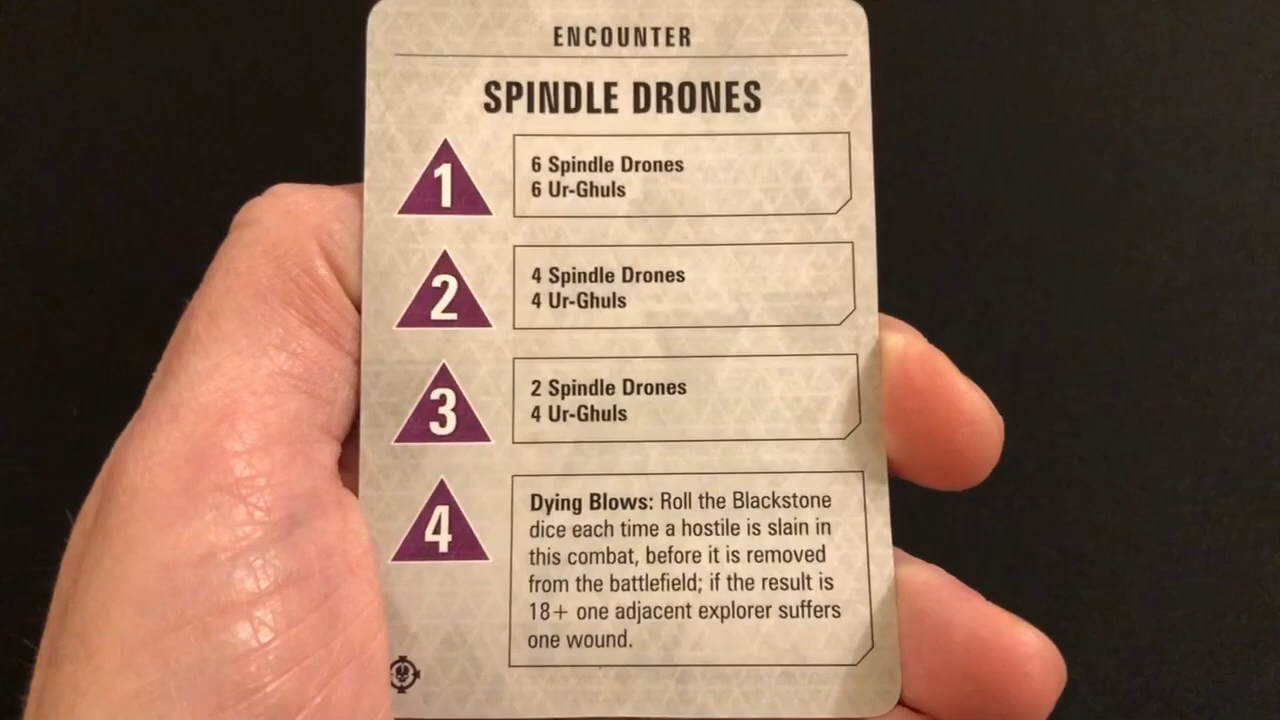 ENCOUNTER
SPINDLE DRONES
1
6 Spindle Drones
6 Ur-Ghuls
2
4 Spindle Drones
4 Ur-Ghuls
3
2 Spindle Drones
4 Ur-Ghuls
4
Dying Blows: Roll the Blackstone
dice each time a hostile is slain in
this combat, before it is removed
from the battlefield; if the result is
18+ one adjacent explorer suffers
one wound.